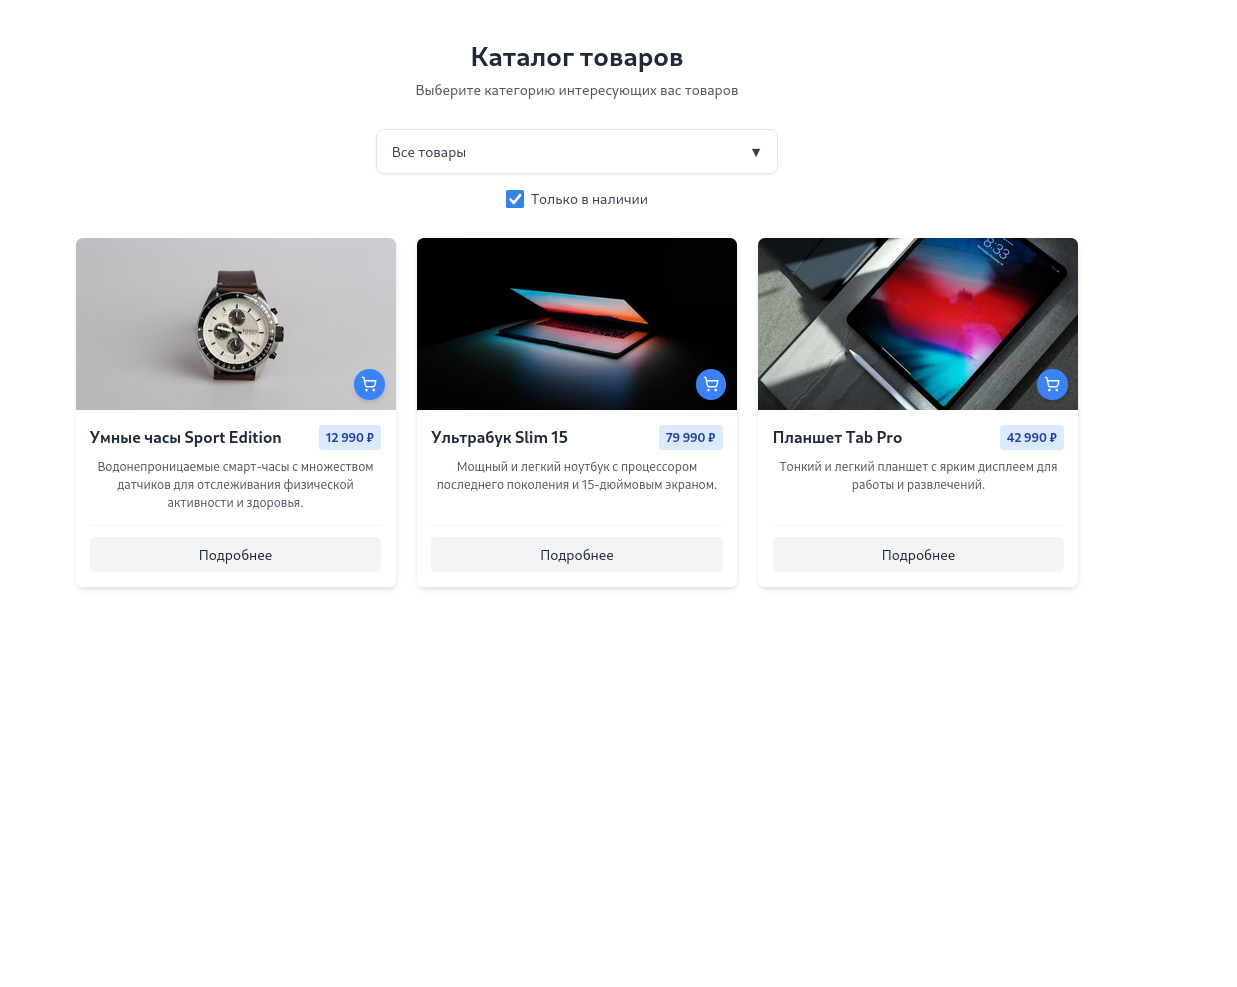 Каталог товаров
Выберите категорию интересующих вас товаров
Все товары ▼
Только в наличии
8:33
Умные часы Sport Edition
12 990 ₽
Водонепроницаемые смарт-часы с множеством
датчиков для отслеживания физической
активности и здоровья.
Подробнее
Ультрабук Slim 15
79 990 ₽
Мощный и легкий ноутбук с процессором
последнего поколения и 15-дюймовым экраном.
Подробнее
Планшет Tab Pro
42 990 ₽
Тонкий и легкий планшет с ярким дисплеем для
работы и развлечений.
Подробнее